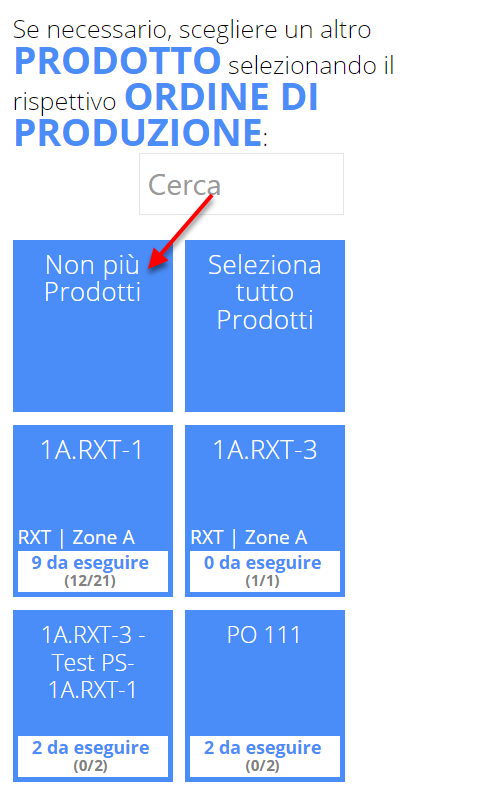 Se necessario, scegliere un altro
PRODOTTO selezionando il
rispettivo ORDINE DI
PRODUZIONE:
Cerca
Non più
Prodotti
Seleziona
tutto
Prodotti
1A.RXT-1
RXT | Zone A
9 da eseguire
(12/21)
1A.RXT-3
RXT | Zone A
0 da eseguire
(1/1)
1A.RXT-3 -
Test PS-
1A.RXT-1
2 da eseguire
(0/2)
PO 111
2 da eseguire
(0/2)